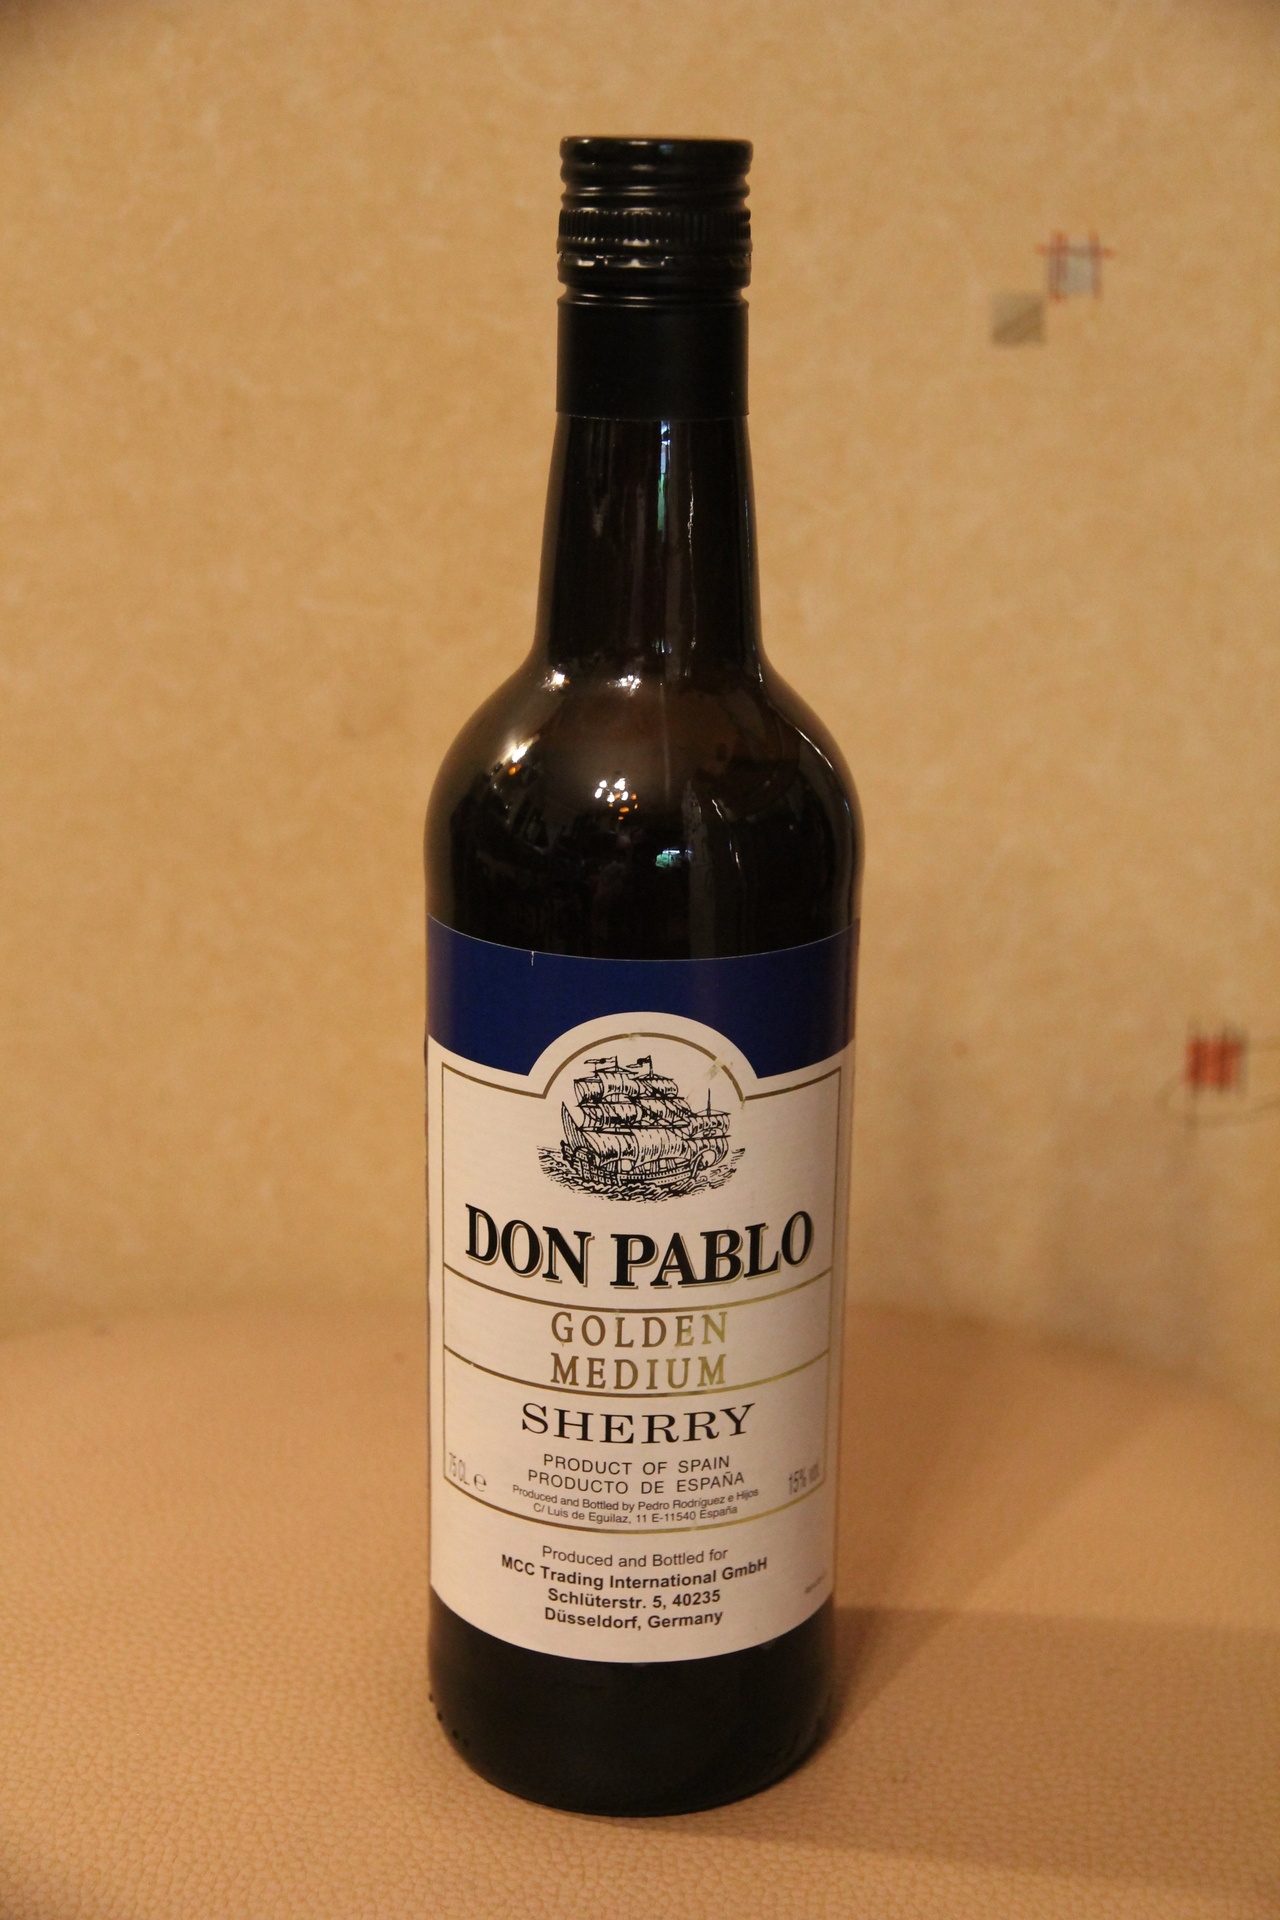 DON PABLO
GOLDEN
MEDIUM
SHERRY
PRODUCT OF SPAIN
PRODUCTO DE ESPAÑA
75 CL e
15% vol.
Produced and Bottled by Pedro Rodríguez e Hijos
C/ Luis de Eguilaz, 11 E-11540 España
Produced and Bottled for
MCC Trading International GmbH
Schlüterstr. 5, 40235
Düsseldorf, Germany